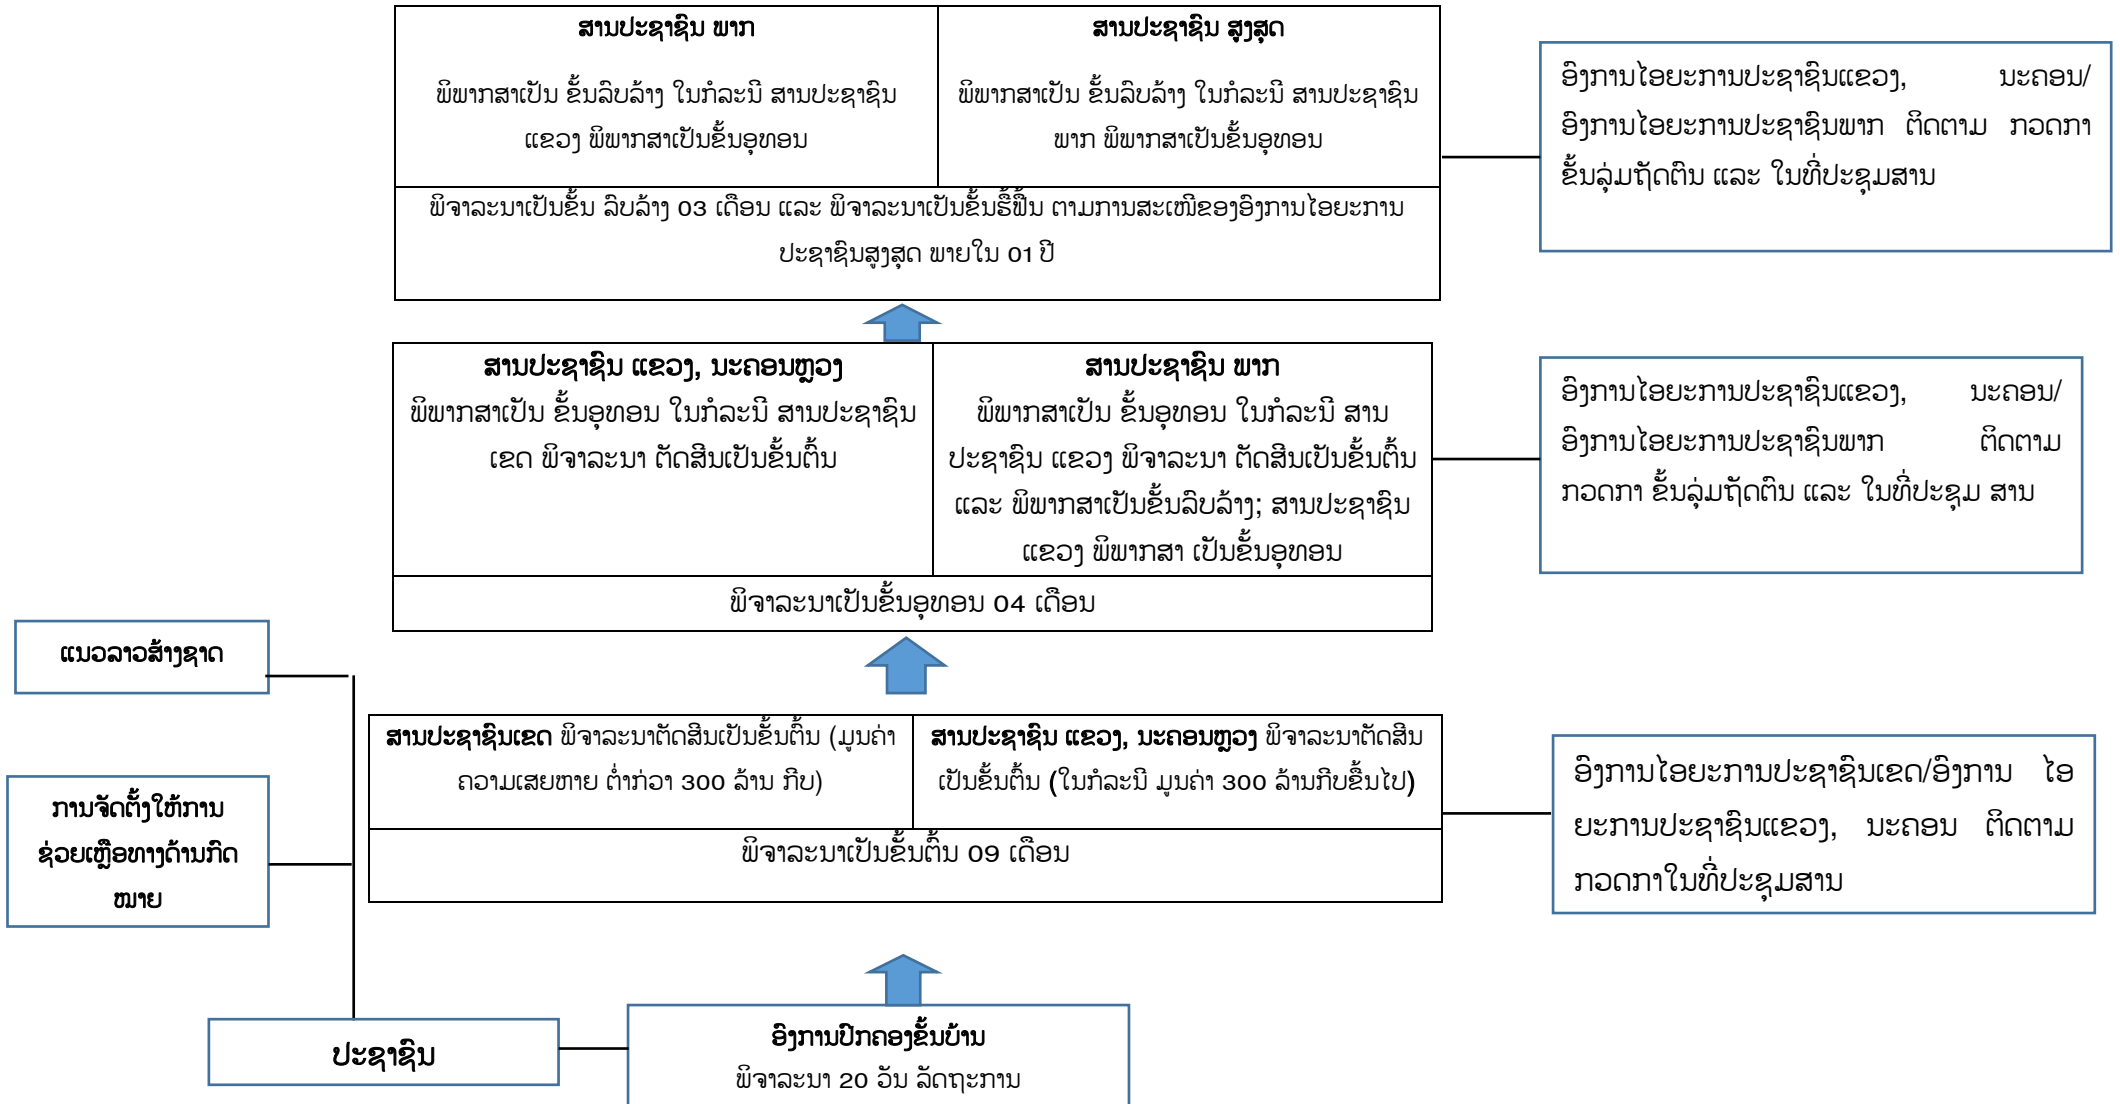 ສານປະຊາຊົນ ພາກ
ພິພາກສາເປັນ ຂັ້ນລົບລ້າງ ໃນກໍລະນີ ສານປະຊາຊົນ
ແຂວງ ພິພາກສາເປັນຂັ້ນອຸທອນ
ສານປະຊາຊົນ ສູງສຸດ
ພິພາກສາເປັນ ຂັ້ນລົບລ້າງ ໃນກໍລະນີ ສານປະຊາຊົນ
ພາກ ພິພາກສາເປັນຂັ້ນອຸທອນ
ພິຈາລະນາເປັນຂັ້ນ ລົບລ້າງ 03 ເດືອນ ແລະ ພິຈາລະນາເປັນຂັ້ນຮື້ຟື້ນ ຕາມການສະເໜີຂອງອົງການໄອຍະການ
ປະຊາຊົນສູງສຸດ ພາຍໃນ 01 ປີ
ອົງການໄອຍະການປະຊາຊົນແຂວງ, ນະຄອນ/
ອົງການໄອຍະການປະຊາຊົນພາກ ຕິດຕາມ ກວດກາ
ຂັ້ນລຸ່ມຖັດຕົນ ແລະ ໃນທີ່ປະຊຸມສານ
ສານປະຊາຊົນ ແຂວງ, ນະຄອນຫຼວງ
ພິພາກສາເປັນ ຂັ້ນອຸທອນ ໃນກໍລະນີ ສານປະຊາຊົນ
ເຂດ ພິຈາລະນາ ຕັດສີນເປັນຂັ້ນຕົ້ນ
ສານປະຊາຊົນ ພາກ
ພິພາກສາເປັນ ຂັ້ນອຸທອນ ໃນກໍລະນີ ສານ
ປະຊາຊົນ ແຂວງ ພິຈາລະນາ ຕັດສີນເປັນຂັ້ນຕົ້ນ
ແລະ ພິພາກສາເປັນຂັ້ນລົບລ້າງ; ສານປະຊາຊົນ
ແຂວງ ພິພາກສາ ເປັນຂັ້ນອຸທອນ
ພິຈາລະນາເປັນຂັ້ນອຸທອນ 04 ເດືອນ
ອົງການໄອຍະການປະຊາຊົນແຂວງ, ນະຄອນ/
ອົງການໄອຍະການປະຊາຊົນພາກ ຕິດຕາມ
ກວດກາ ຂັ້ນລຸ່ມຖັດຕົນ ແລະ ໃນທີ່ປະຊຸມ ສານ
ແນວລາວສ້າງຊາດ
ການຈັດຕັ້ງໃຫ້ການ
ຊ່ວຍເຫຼືອທາງດ້ານກົດ
ໝາຍ
ສານປະຊາຊົນເຂດ ພິຈາລະນາຕັດສີນເປັນຂັ້ນຕົ້ນ (ມູນຄ່າ
ຄວາມເສຍຫາຍ ຕ່ຳກ່ວາ 300 ລ້ານ ກີບ)
ສານປະຊາຊົນ ແຂວງ, ນະຄອນຫຼວງ ພິຈາລະນາຕັດສີນ
ເປັນຂັ້ນຕົ້ນ (ໃນກໍລະນີ ມູນຄ່າ 300 ລ້ານກີບຂື້ນໄປ)
ພິຈາລະນາເປັນຂັ້ນຕົ້ນ 09 ເດືອນ
ອົງການໄອຍະການປະຊາຊົນເຂດ/ອົງການ ໄອ
ຍະການປະຊາຊົນແຂວງ, ນະຄອນ ຕິດຕາມ
ກວດກາໃນທີ່ປະຊຸມສານ
ປະຊາຊົນ
ອົງການປົກຄອງຂັ້ນບ້ານ
ພິຈາລະນາ 20 ວັນ ລັດຖະການ